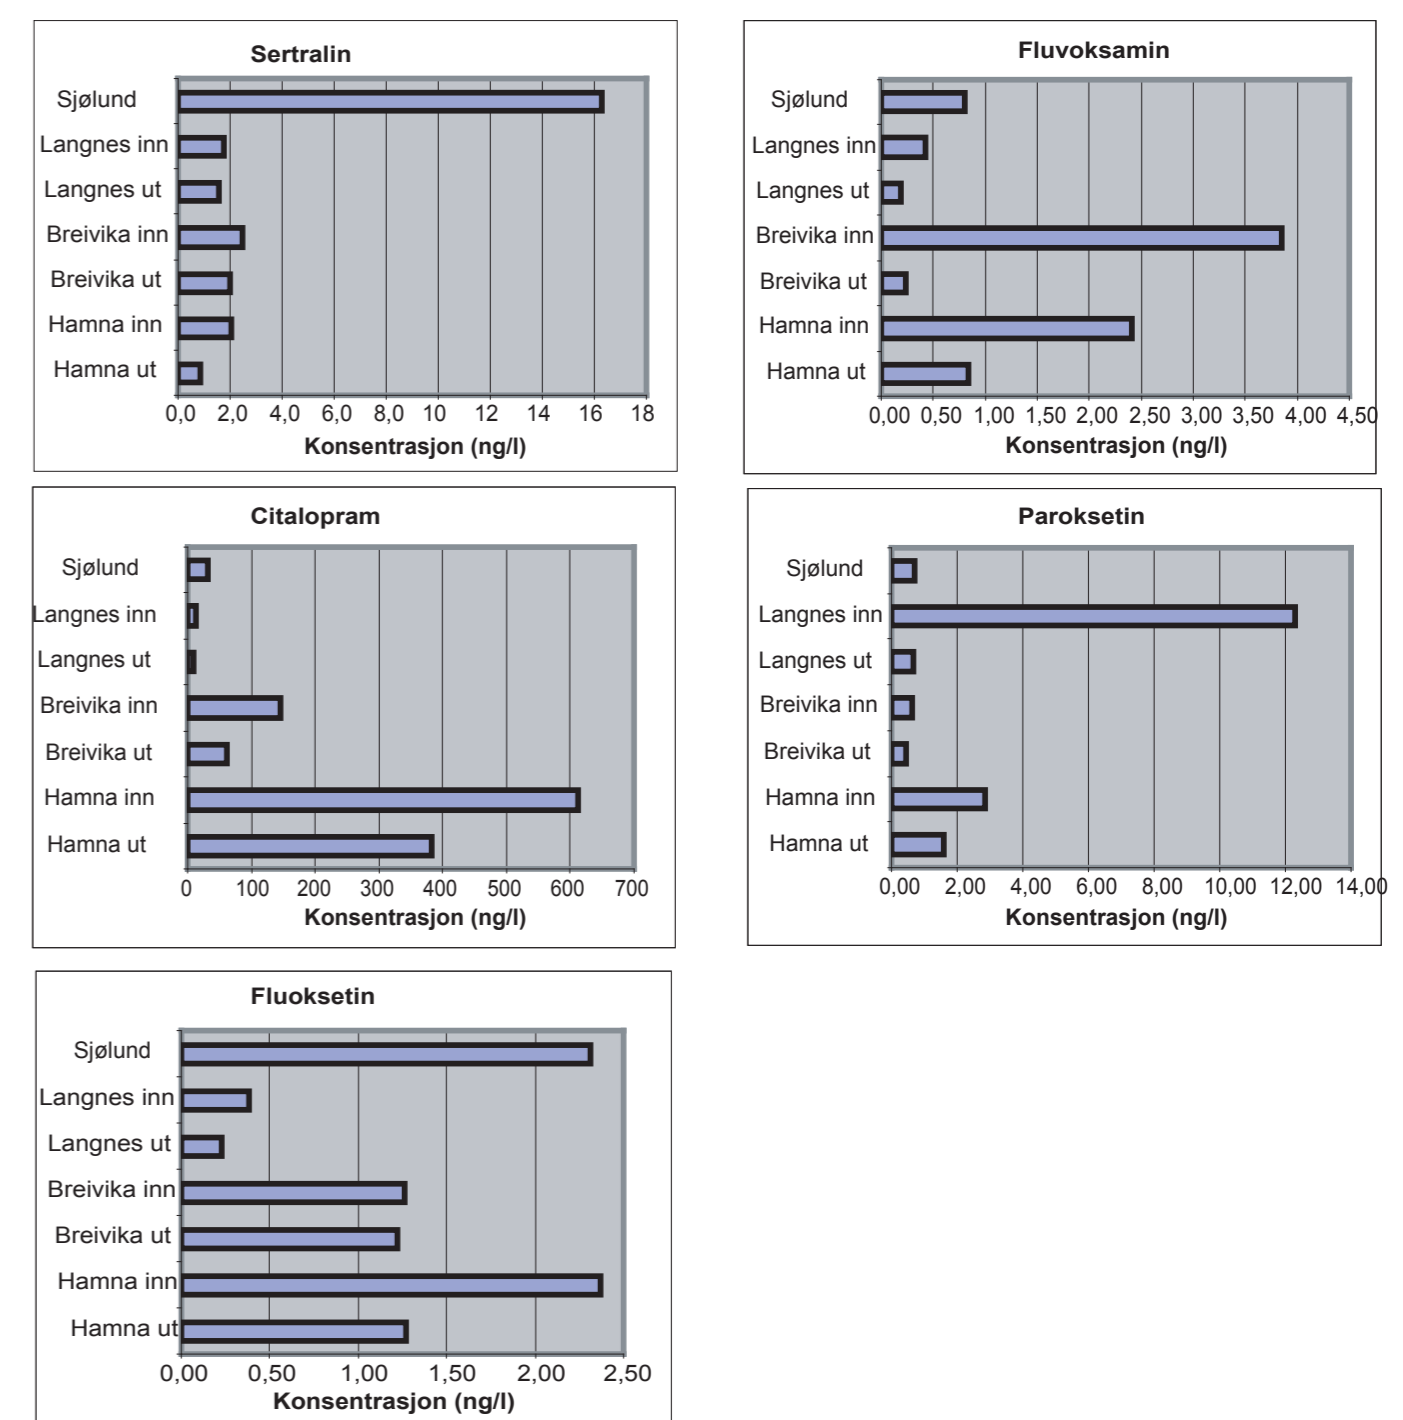 Sertralin
Sjølund
Langnes inn
Langnes ut
Breivika inn
Breivika ut
Hamna inn
Hamna ut
0,0 2,0 4,0 6,0 8,0 10 12 14 16 18
Konsentrasjon (ng/l)
Fluvoksamin
Sjølund
Langnes inn
Langnes ut
Breivika inn
Breivika ut
Hamna inn
Hamna ut
0,00 0,50 1,00 1,50 2,00 2,50 3,00 3,50 4,00 4,50
Konsentrasjon (ng/l)
Citalopram
Sjølund
Langnes inn
Langnes ut
Breivika inn
Breivika ut
Hamna inn
Hamna ut
0 100 200 300 400 500 600 700
Konsentrasjon (ng/l)
Paroksetin
Sjølund
Langnes inn
Langnes ut
Breivika inn
Breivika ut
Hamna inn
Hamna ut
0,00 2,00 4,00 6,00 8,00 10,00 12,00 14,00
Konsentrasjon (ng/l)
Fluoksetin
Sjølund
Langnes inn
Langnes ut
Breivika inn
Breivika ut
Hamna inn
Hamna ut
0,00 0,50 1,00 1,50 2,00 2,50
Konsentrasjon (ng/l)